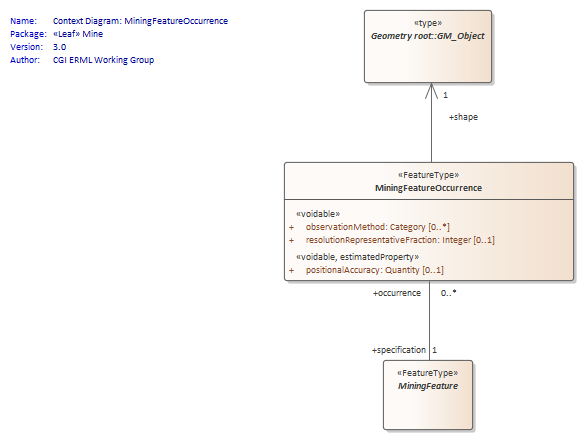 Name: Context Diagram: MiningFeatureOccurrence
Package: «Leaf» Mine
Version: 3.0
Author: CGI ERML Working Group
«type»
Geometry root::GM_Object
1
+shape
«FeatureType»
MiningFeatureOccurrence
«voidable»
+ observationMethod: Category [0..*]
+ resolutionRepresentativeFraction: Integer [0..1]
«voidable, estimatedProperty»
+ positionalAccuracy: Quantity [0..1]
+occurrence 0..*
+specification 1
«FeatureType»
MiningFeature